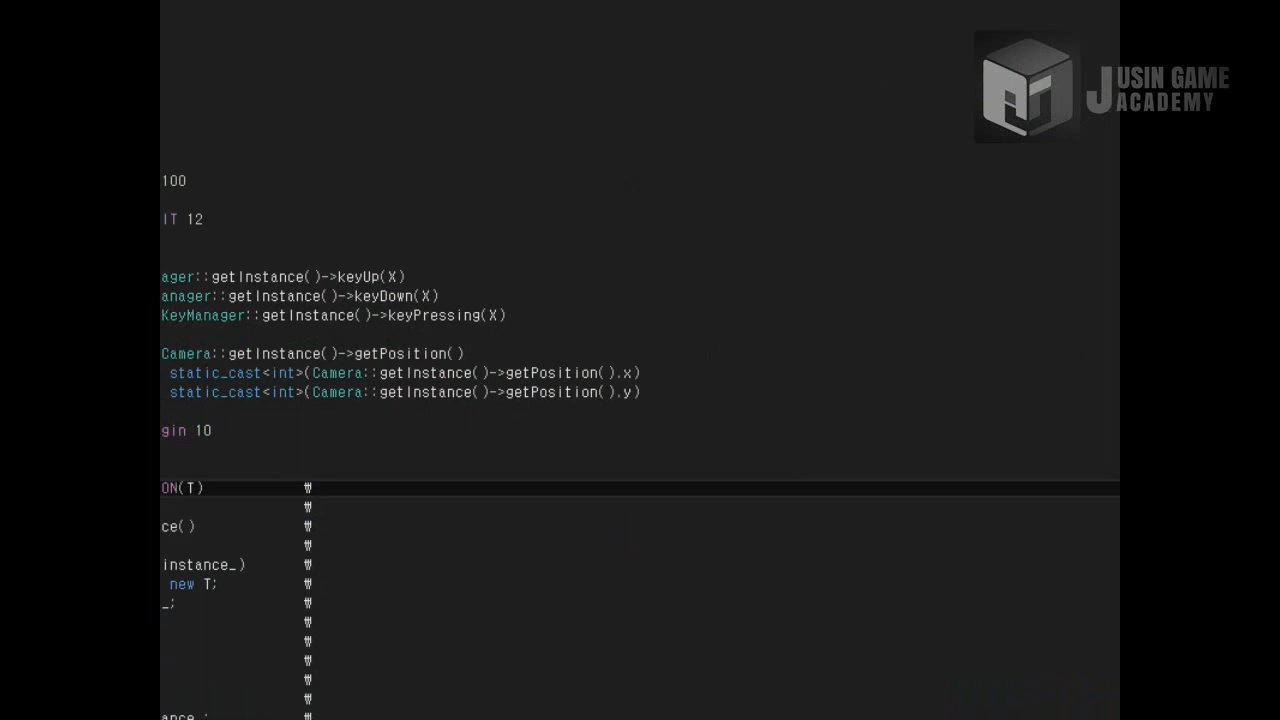 JUSIN GAME
ACADEMY
100
IT 12
ager::getInstance()->keyUp(X)
anager::getInstance()->keyDown(X)
KeyManager::getInstance()->keyPressing(X)
Camera::getInstance()->getPosition()
static_cast<int>(Camera::getInstance()->getPosition().x)
static_cast<int>(Camera::getInstance()->getPosition().y)
gin 10
ON(T) ₩
₩
ce() ₩
₩
instance_) ₩
new T; ₩
_; ₩
₩
₩
₩
₩
₩
ance_; ₩